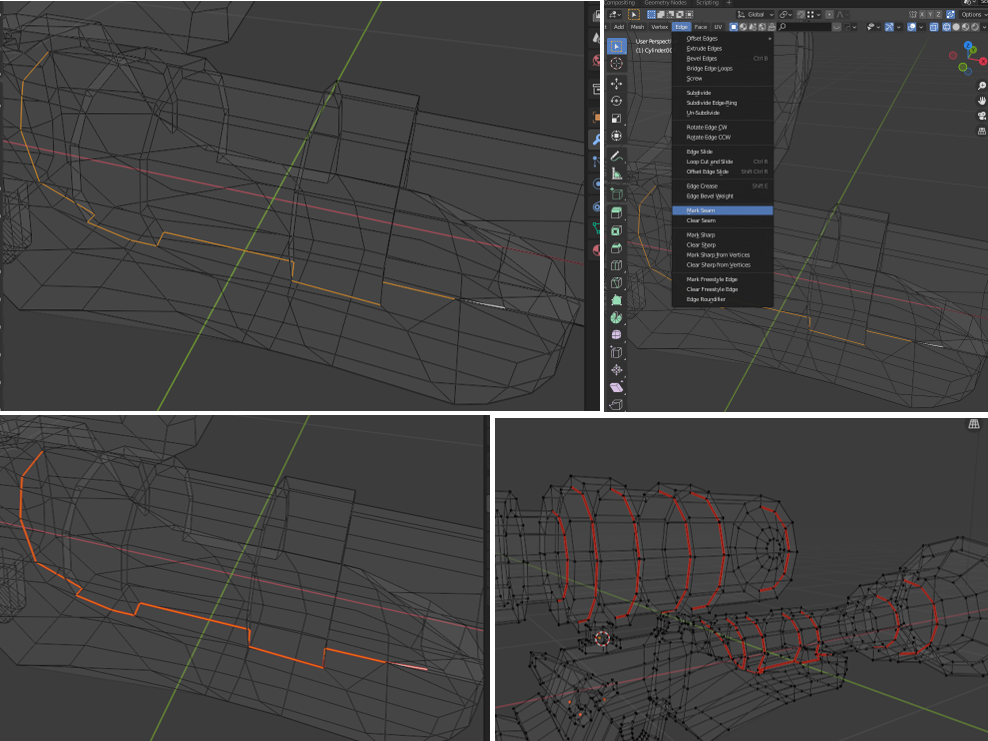 Compositing Geometry Nodes Scripting +
Global
X Y Z Options
Add Mesh Vertex Edge Face UV
User Perspect
(1) Cylinder00
Offset Edges
Extrude Edges
Bevel Edges Ctrl B
Bridge Edge Loops
Screw
Subdivide
Subdivide Edge-Ring
Un-Subdivide
Rotate Edge CW
Rotate Edge CCW
Edge Slide
Loop Cut and Slide Ctrl R
Offset Edge Slide Shift Ctrl R
Edge Crease Shift E
Edge Bevel Weight
Mark Seam
Clear Seam
Mark Sharp
Clear Sharp
Mark Sharp from Vertices
Clear Sharp from Vertices
Mark Freestyle Edge
Clear Freestyle Edge
Edge Roundifier